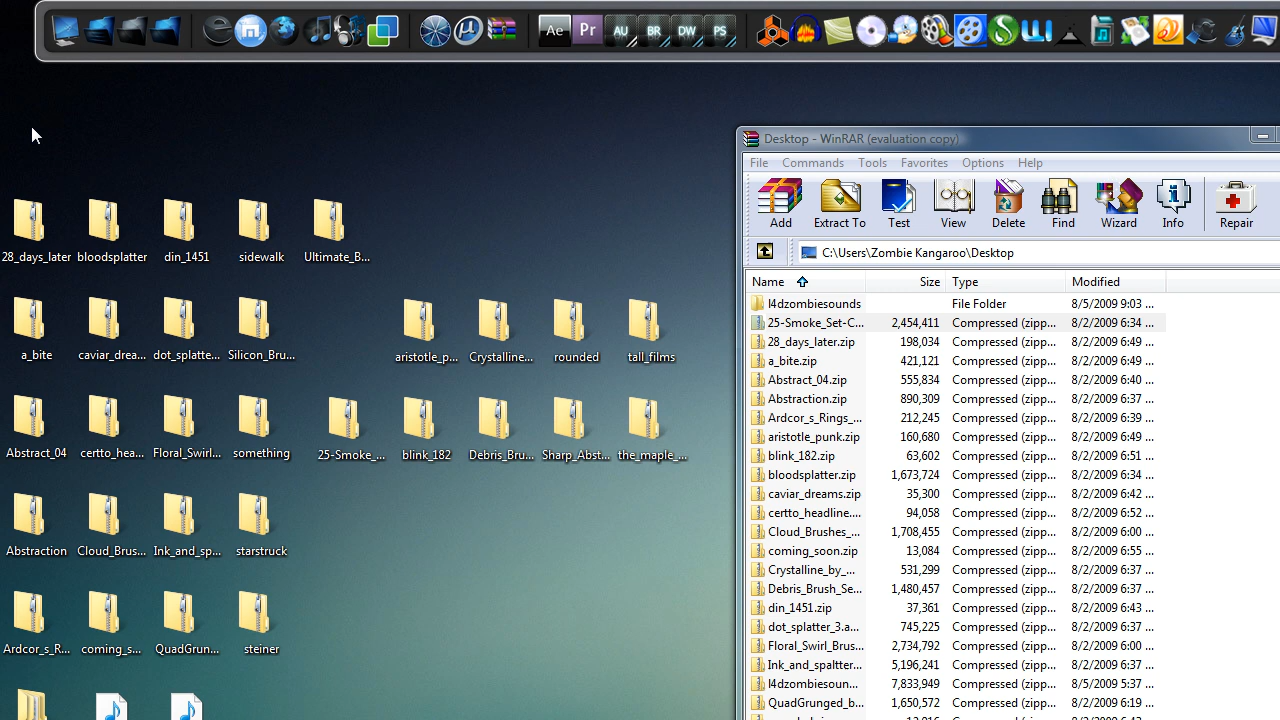 Ae Pr AU BR DW PS
Desktop - WinRAR (evaluation copy)
File Commands Tools Favorites Options Help
Add Extract To Test View Delete Find Wizard Info Repair
C:\Users\Zombie Kangaroo\Desktop
Name Size Type Modified
l4dzombiesounds File Folder 8/5/2009 9:03 ...
25-Smoke_Set-C... 2,454,411 Compressed (zipp... 8/2/2009 6:34 ...
28_days_later.zip 198,034 Compressed (zipp... 8/2/2009 6:49 ...
a_bite.zip 421,121 Compressed (zipp... 8/2/2009 6:49 ...
Abstract_04.zip 555,834 Compressed (zipp... 8/2/2009 6:40 ...
Abstraction.zip 890,309 Compressed (zipp... 8/2/2009 6:37 ...
Ardcor_s_Rings_... 212,245 Compressed (zipp... 8/2/2009 6:39 ...
aristotle_punk.zip 160,680 Compressed (zipp... 8/2/2009 6:49 ...
blink_182.zip 63,602 Compressed (zipp... 8/2/2009 6:51 ...
bloodsplatter.zip 1,673,724 Compressed (zipp... 8/2/2009 6:34 ...
caviar_dreams.zip 35,300 Compressed (zipp... 8/2/2009 6:42 ...
certto_headline.... 94,058 Compressed (zipp... 8/2/2009 6:52 ...
Cloud_Brushes_... 1,708,455 Compressed (zipp... 8/2/2009 6:00 ...
coming_soon.zip 13,084 Compressed (zipp... 8/2/2009 6:55 ...
Crystalline_by_... 531,299 Compressed (zipp... 8/2/2009 6:37 ...
Debris_Brush_Se... 1,480,457 Compressed (zipp... 8/2/2009 6:37 ...
din_1451.zip 37,361 Compressed (zipp... 8/2/2009 6:43 ...
dot_splatter_3.a... 745,225 Compressed (zipp... 8/2/2009 6:37 ...
Floral_Swirl_Brus... 2,734,792 Compressed (zipp... 8/2/2009 6:00 ...
Ink_and_spaltter... 5,196,241 Compressed (zipp... 8/2/2009 6:37 ...
l4dzombiesoun... 7,833,949 Compressed (zipp... 8/5/2009 5:37 ...
QuadGrunged_b... 1,650,572 Compressed (zipp... 8/2/2009 6:19 ...
28_days_later bloodsplatter din_1451 sidewalk Ultimate_B...
a_bite caviar_drea... dot_splatte... Silicon_Bru...
aristotle_p... Crystalline... rounded tall_films
Abstract_04 certto_hea... Floral_Swirl... something
25-Smoke_... blink_182 Debris_Bru... Sharp_Abst... the_maple_...
Abstraction Cloud_Brus... Ink_and_sp... starstruck
Ardcor_s_R... coming_s... QuadGrun... steiner